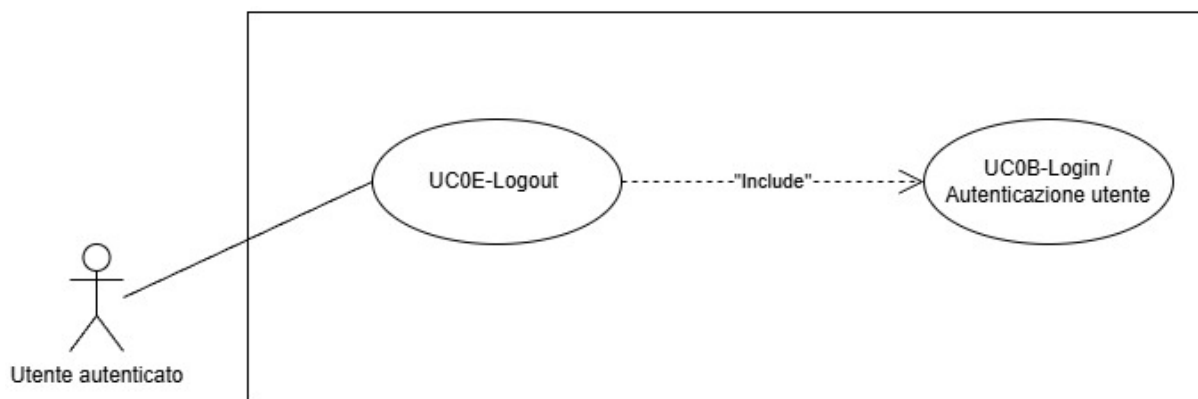 UC0E-Logout
"Include"
UC0B-Login /
Autenticazione utente
Utente autenticato